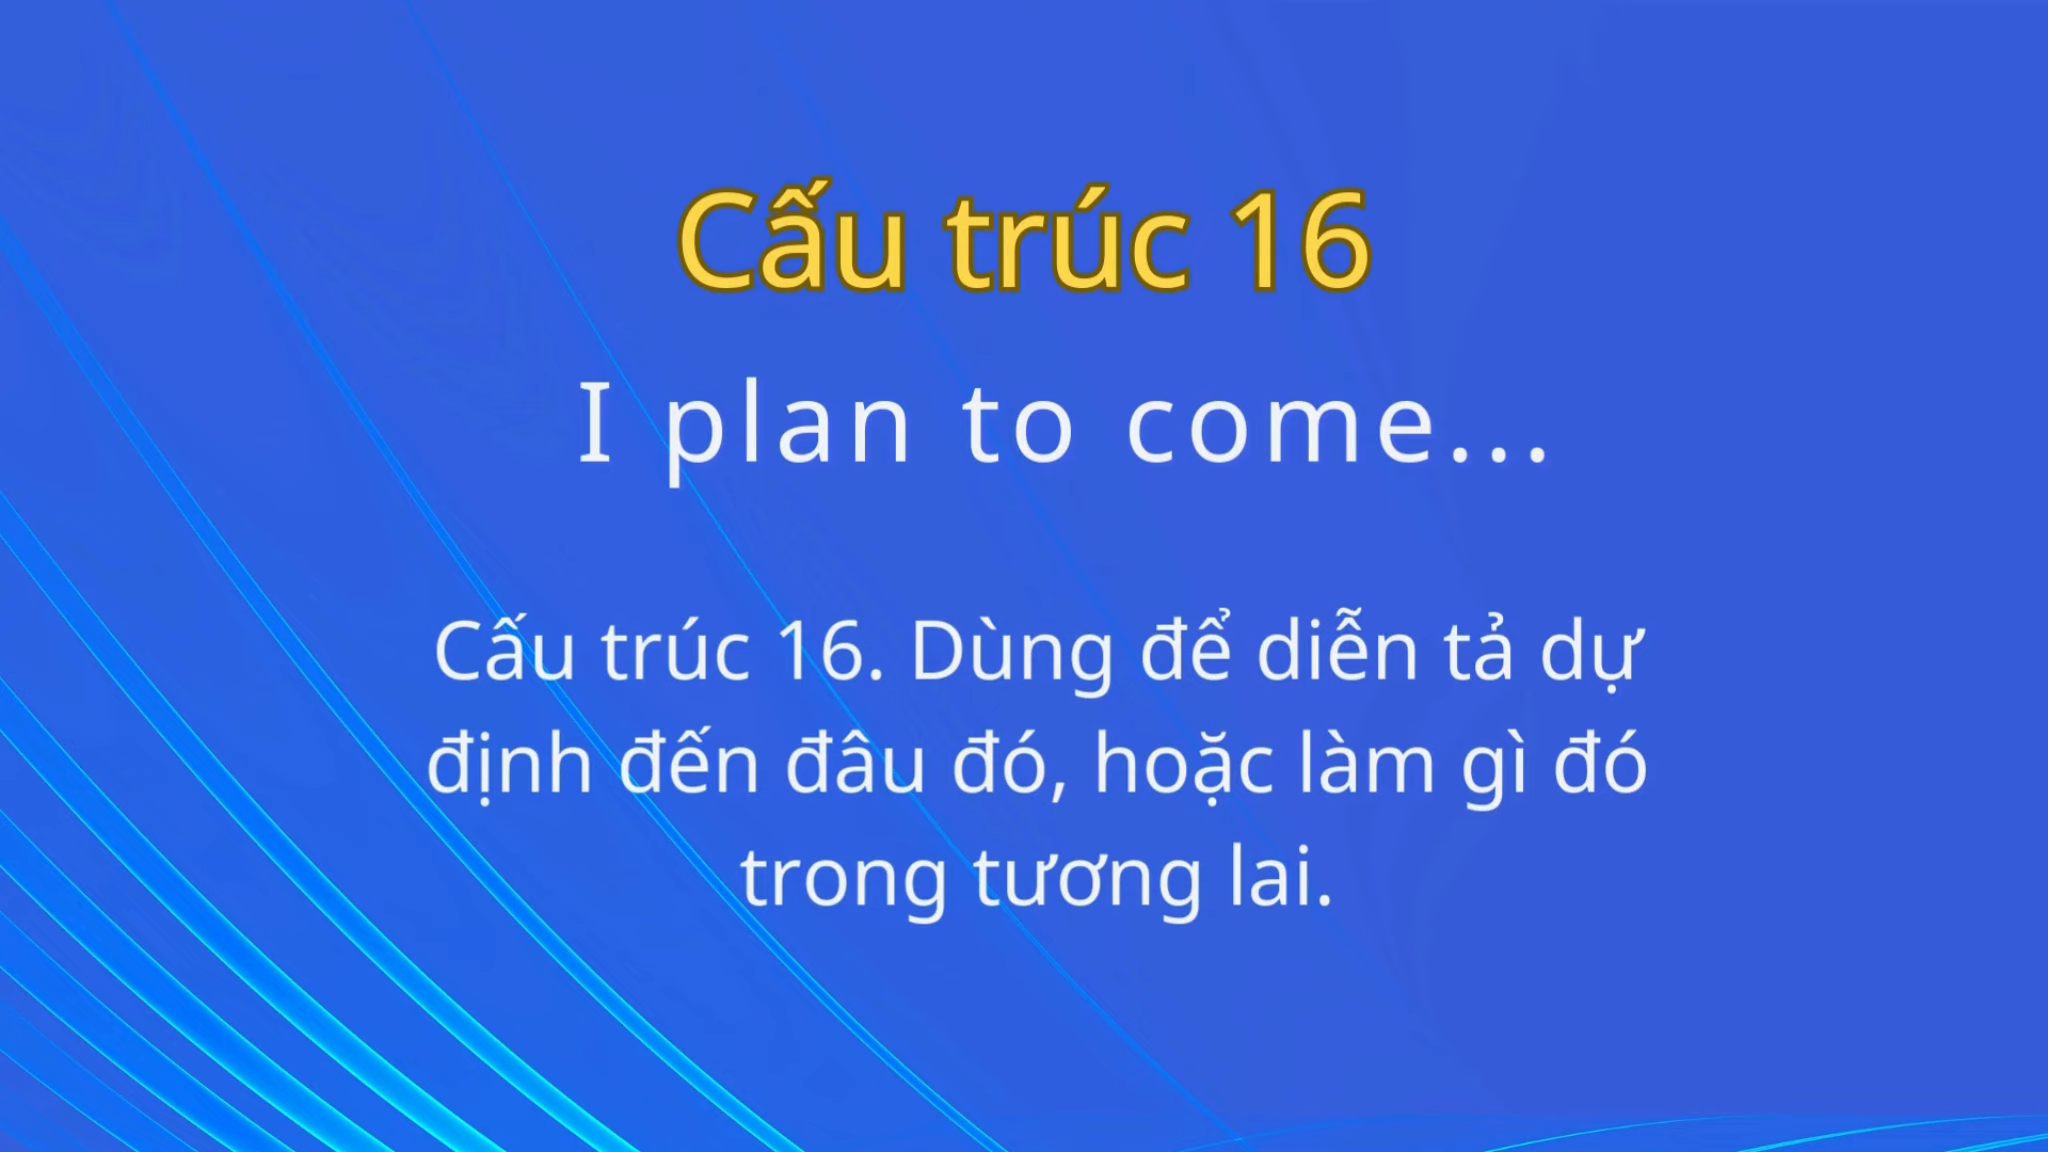 Cấu trúc 16
I plan to come...
Cấu trúc 16. Dùng để diễn tả dự
định đến đâu đó, hoặc làm gì đó
trong tương lai.